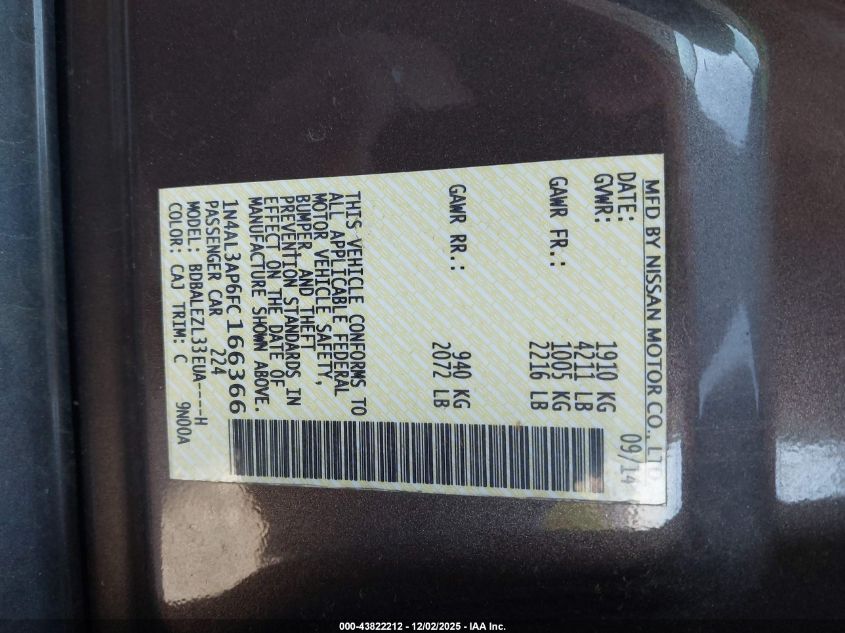 MFD BY NISSAN MOTOR CO., LTD
DATE: 09/14
GVWR: 1910 KG
4211 LB
GAWR FR.: 1005 KG
2216 LB
GAWR RR.: 940 KG
2072 LB
THIS VEHICLE CONFORMS TO
ALL APPLICABLE FEDERAL
MOTOR VEHICLE SAFETY,
BUMPER, AND THEFT
PREVENTION STANDARDS IN
EFFECT ON THE DATE OF
MANUFACTURE SHOWN ABOVE.
1N4AL3AP6FC166366
PASSENGER CAR 224
MODEL: BDBALEZL33EUA----H
COLOR: CAJ TRIM: C 9N00A
000-43822212 - 12/02/2025 - IAA Inc.